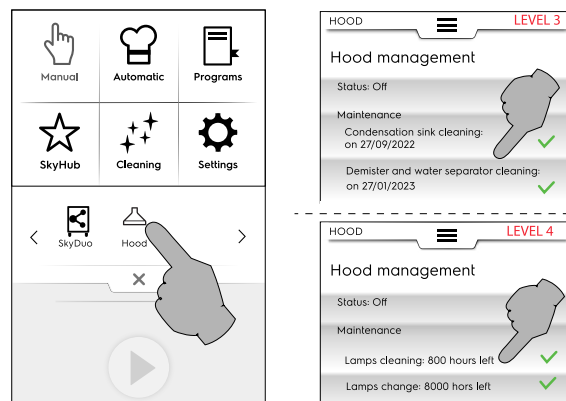 Manual
Automatic
Programs
SkyHub
Cleaning
Settings
SkyDuo
Hood
HOOD
LEVEL 3
Hood management
Status: Off
Maintenance
Condensation sink cleaning:
on 27/09/2022
Demister and water separator cleaning:
on 27/01/2023
HOOD
LEVEL 4
Hood management
Status: Off
Maintenance
Lamps cleaning: 800 hours left
Lamps change: 8000 hors left